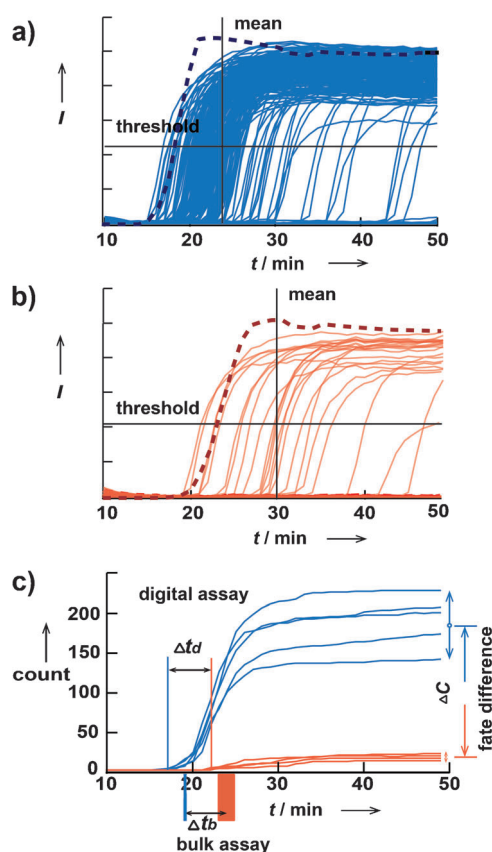 a)
mean
I
threshold
10 20 30 40 50
t / min
b)
mean
I
threshold
10 20 30 40 50
t / min
c)
digital assay
200
Δtd
150
count
100
ΔC
fate difference
50
0
10 20 30 40 50
Δtb
t / min
bulk assay